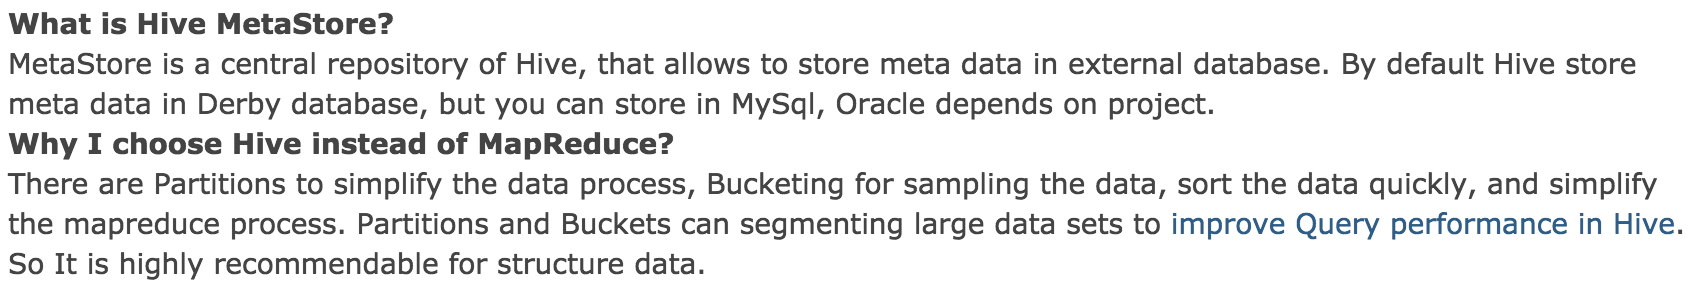 What is Hive MetaStore?
MetaStore is a central repository of Hive, that allows to store meta data in external database. By default Hive store
meta data in Derby database, but you can store in MySql, Oracle depends on project.
Why I choose Hive instead of MapReduce?
There are Partitions to simplify the data process, Bucketing for sampling the data, sort the data quickly, and simplify
the mapreduce process. Partitions and Buckets can segmenting large data sets to improve Query performance in Hive.
So It is highly recommendable for structure data.